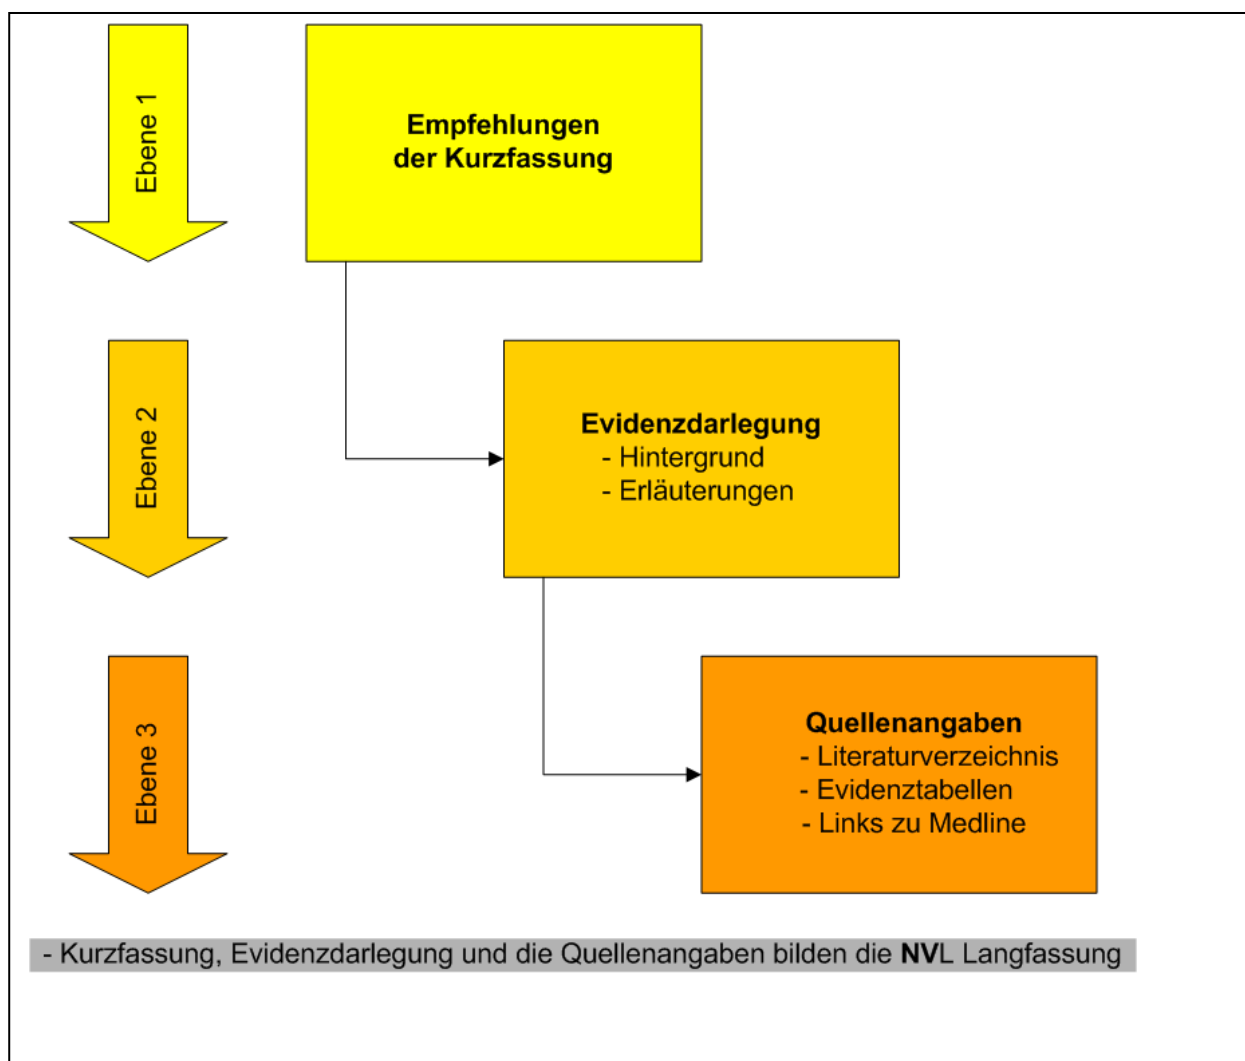 Ebene 1
Empfehlungen
der Kurzfassung
Ebene 2
Evidenzdarlegung
- Hintergrund
- Erläuterungen
Ebene 3
Quellenangaben
- Literaturverzeichnis
- Evidenztabellen
- Links zu Medline
- Kurzfassung, Evidenzdarlegung und die Quellenangaben bilden die NVL Langfassung